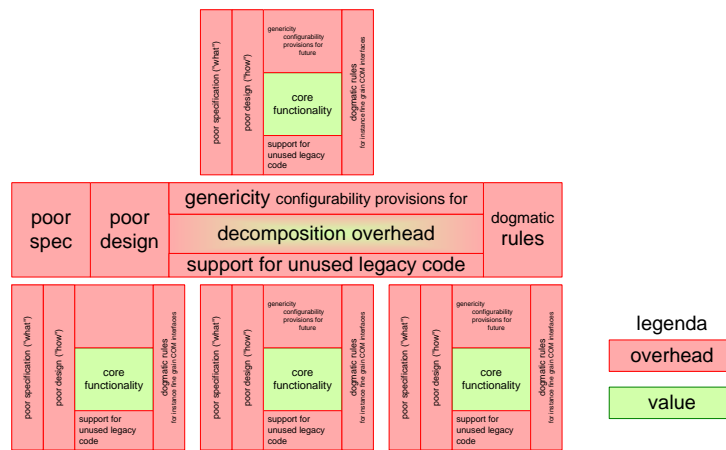 poor specification ("what")
poor design ("how")
genericity
configurability
provisions for
future
core
functionality
support for
unused legacy
code
dogmatic rules
for instance fine grain COM interfaces
poor
spec
poor
design
genericity configurability provisions for
decomposition overhead
support for unused legacy code
dogmatic
rules
poor specification ("what")
poor design ("how")
core
functionality
support for
unused legacy
code
dogmatic rules
for instance fine grain COM interfaces
poor specification ("what")
poor design ("how")
genericity
configurability
provisions for
future
core
functionality
support for
unused legacy
code
dogmatic rules
for instance fine grain COM interfaces
poor specification ("what")
poor design ("how")
genericity
configurability
provisions for
future
core
functionality
support for
unused legacy
code
dogmatic rules
for instance fine grain COM interfaces
legenda
overhead
value